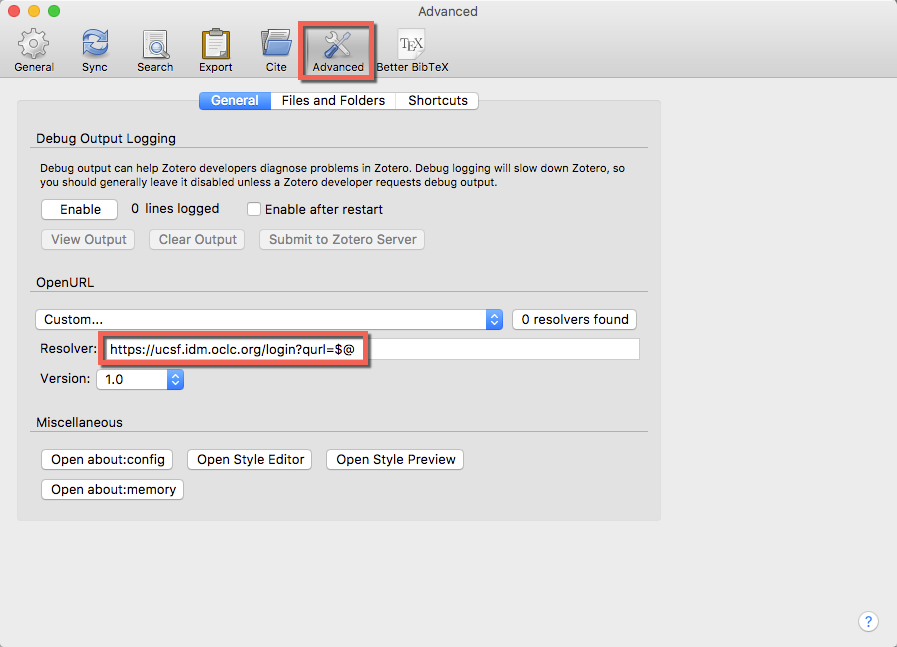 Advanced
General Sync Search Export Cite Advanced TEX Better BibTeX
General Files and Folders Shortcuts
Debug Output Logging
Debug output can help Zotero developers diagnose problems in Zotero. Debug logging will slow down Zotero, so
you should generally leave it disabled unless a Zotero developer requests debug output.
Enable 0 lines logged Enable after restart
View Output Clear Output Submit to Zotero Server
OpenURL
Custom... 0 resolvers found
Resolver: https://ucsf.idm.oclc.org/login?qurl=$@
Version: 1.0
Miscellaneous
Open about:config Open Style Editor Open Style Preview
Open about:memory
?